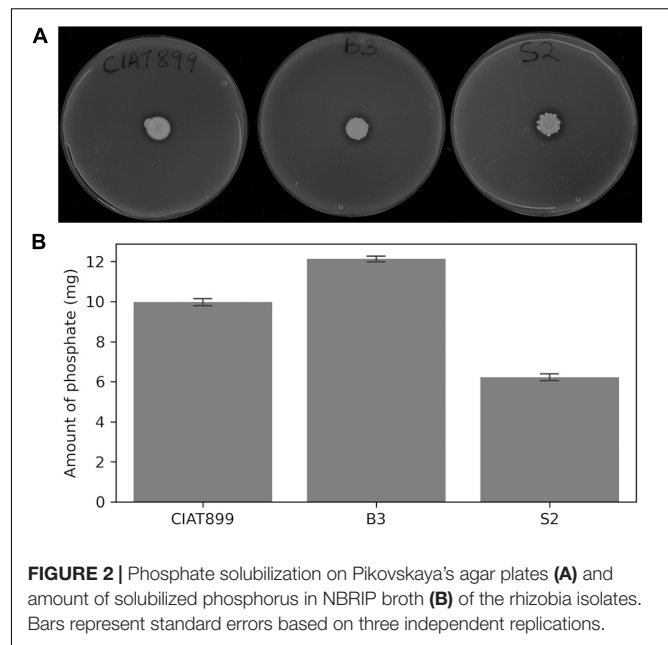 A
CIAT899
B3
S2
B
Amount of phosphate (mg)
12
10
8
6
4
2
0
CIAT899
B3
S2
FIGURE 2 | Phosphate solubilization on Pikovskaya's agar plates (A) and
amount of solubilized phosphorus in NBRIP broth (B) of the rhizobia isolates.
Bars represent standard errors based on three independent replications.